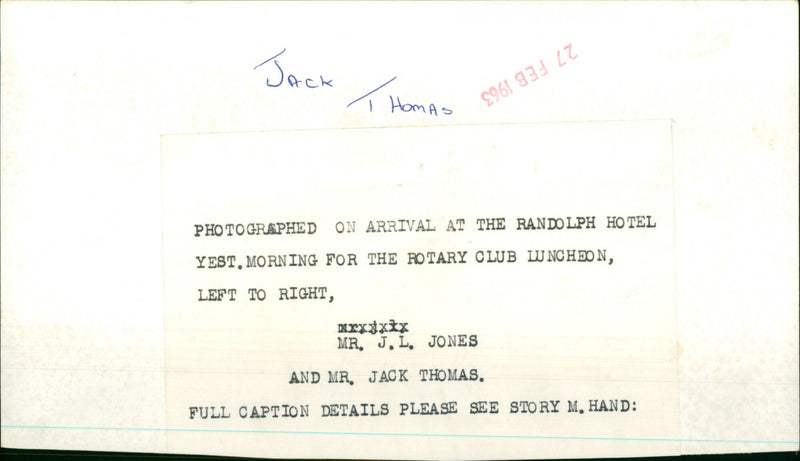 Jack
Thomas
27 FEB 1963
PHOTOGRAPHED ON ARRIVAL AT THE RANDOLPH HOTEL
YEST.MORNING FOR THE ROTARY CLUB LUNCHEON,
LEFT TO RIGHT,
MR. J.L. JONES
AND MR. JACK THOMAS.
FULL CAPTION DETAILS PLEASE SEE STORY M.HAND: